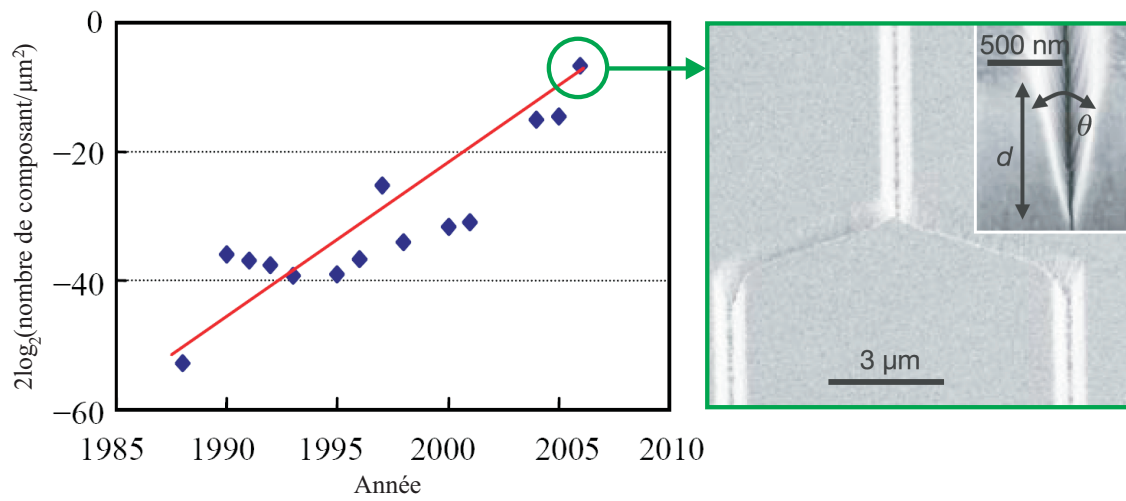 0
−20
−40
−60
2log₂(nombre de composant/µm²)
1985 1990 1995 2000 2005 2010
Année
500 nm
d
θ
3 µm